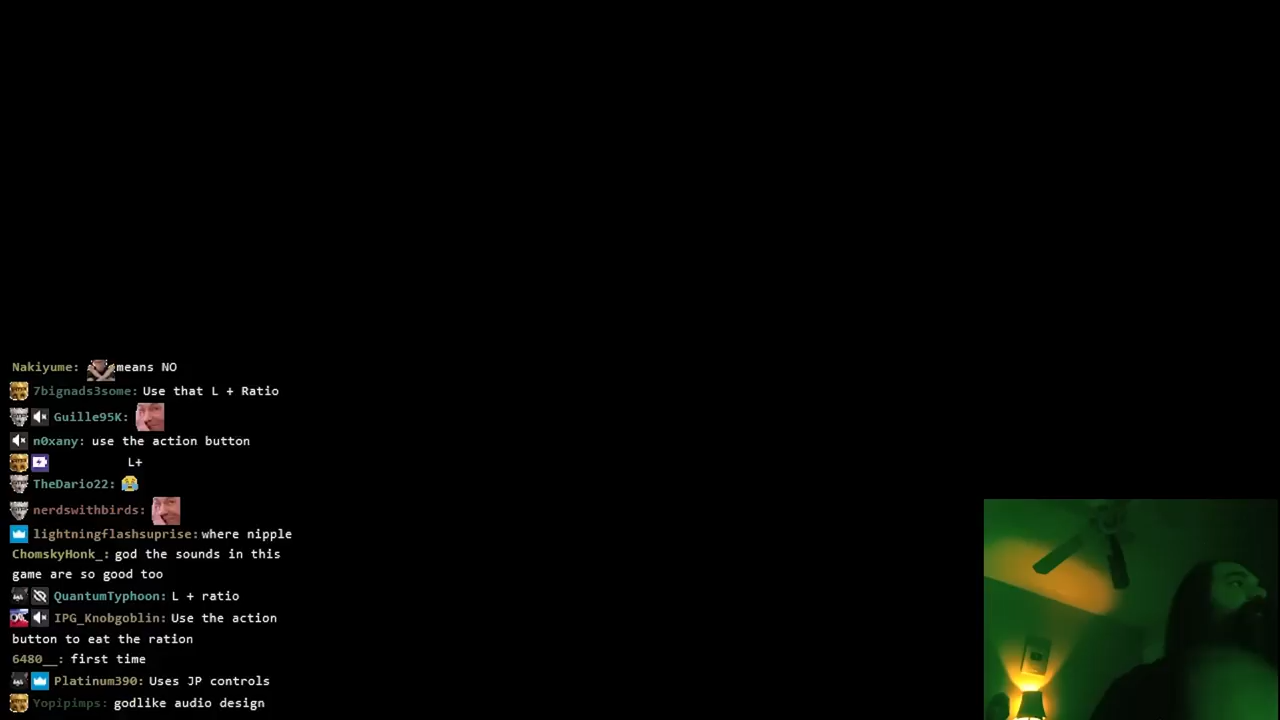 Nakiyume: means NO
7bignads3some: Use that L + Ratio
Guille95K:
n0xany: use the action button
L+
TheDario22:
nerdswithbirds:
lightningflashsuprise: where nipple
ChomskyHonk_: god the sounds in this
game are so good too
QuantumTyphoon: L + ratio
IPG_Knobgoblin: Use the action
button to eat the ration
6480__: first time
Platinum390: Uses JP controls
Yopipimps: godlike audio design